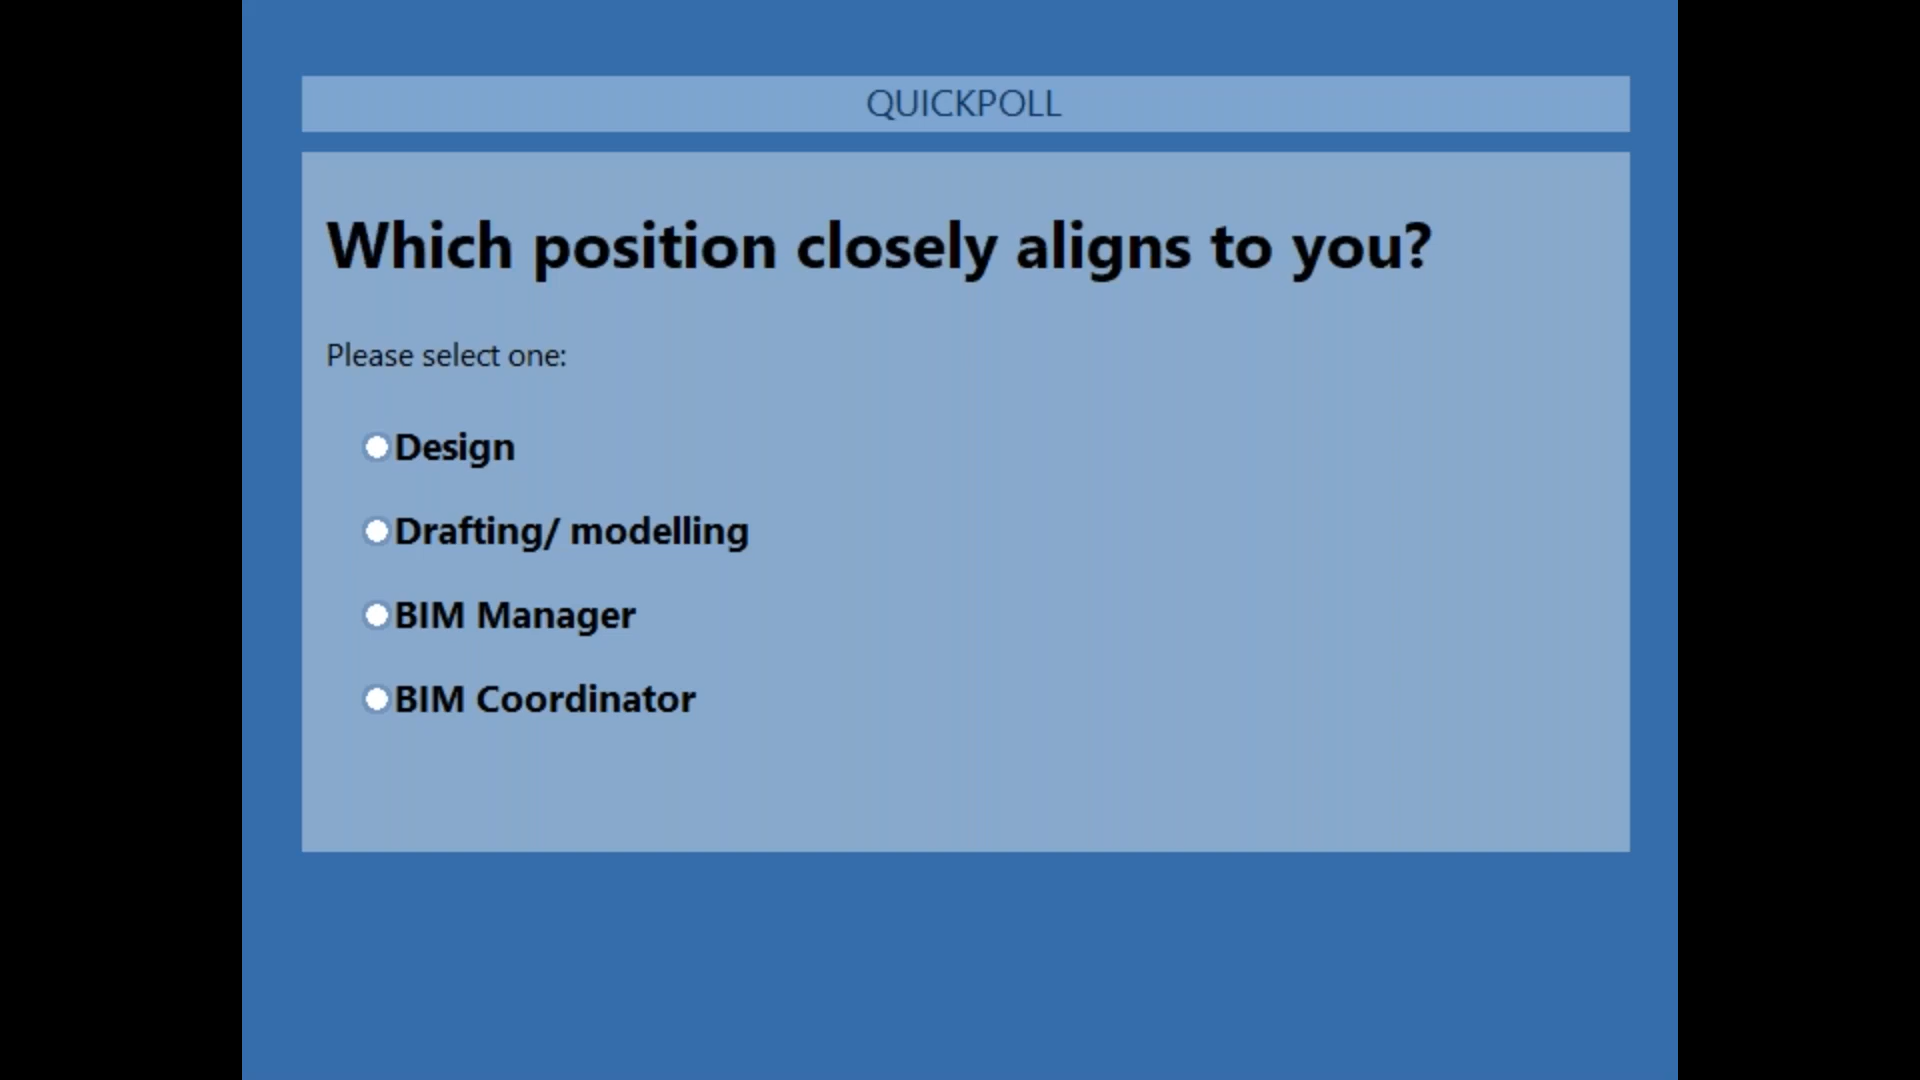 QUICKPOLL
Which position closely aligns to you?
Please select one:
Design
Drafting/ modelling
BIM Manager
BIM Coordinator